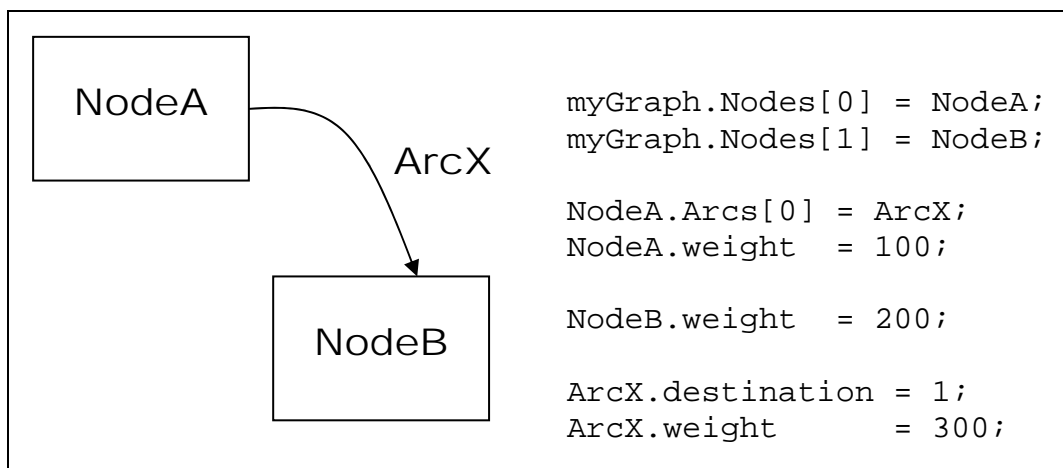 NodeA
ArcX
NodeB
myGraph.Nodes[0] = NodeA;
myGraph.Nodes[1] = NodeB;
NodeA.Arcs[0] = ArcX;
NodeA.weight  = 100;
NodeB.weight  = 200;
ArcX.destination = 1;
ArcX.weight      = 300;